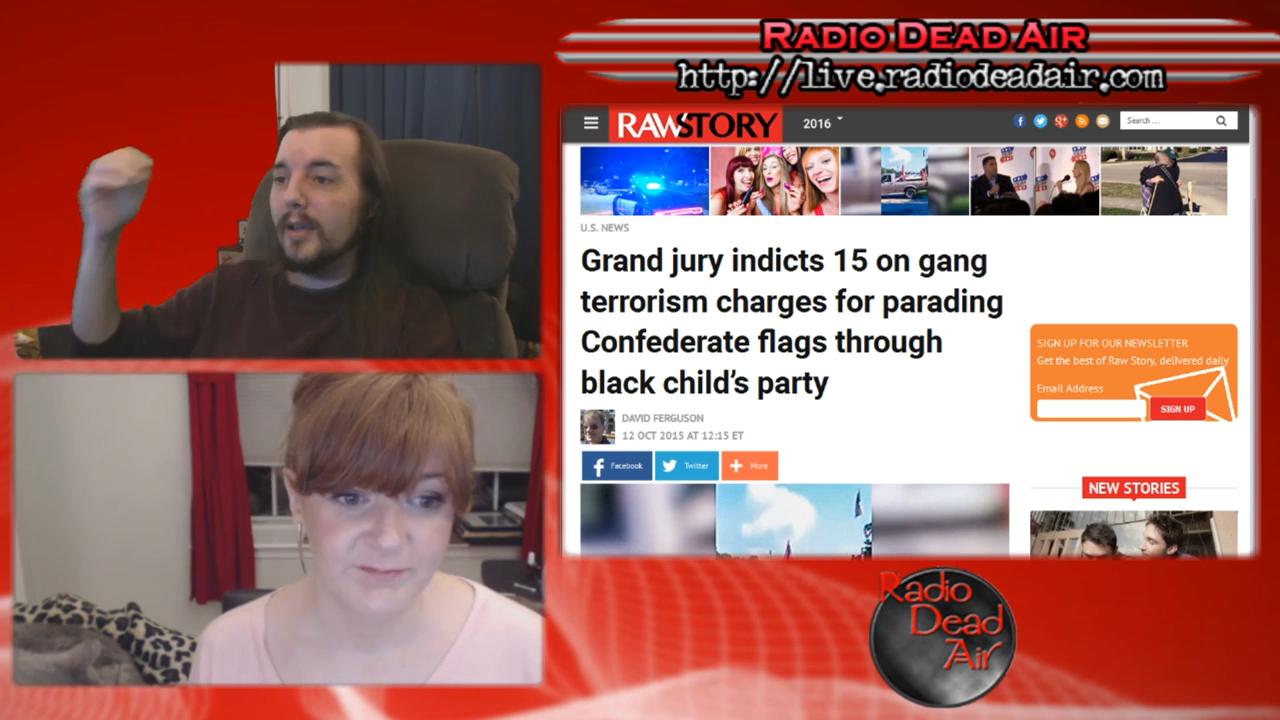 RADIO DEAD AIR
http://live.radiodeadair.com
RAWSTORY
2016
Search ...
U.S. NEWS
Grand jury indicts 15 on gang
terrorism charges for parading
Confederate flags through
black child's party
DAVID FERGUSON
12 OCT 2015 AT 12:15 ET
Facebook
Twitter
More
SIGN UP FOR OUR NEWSLETTER
Get the best of Raw Story, delivered daily
Email Address
SIGN UP
NEW STORIES
Radio
Dead
Air